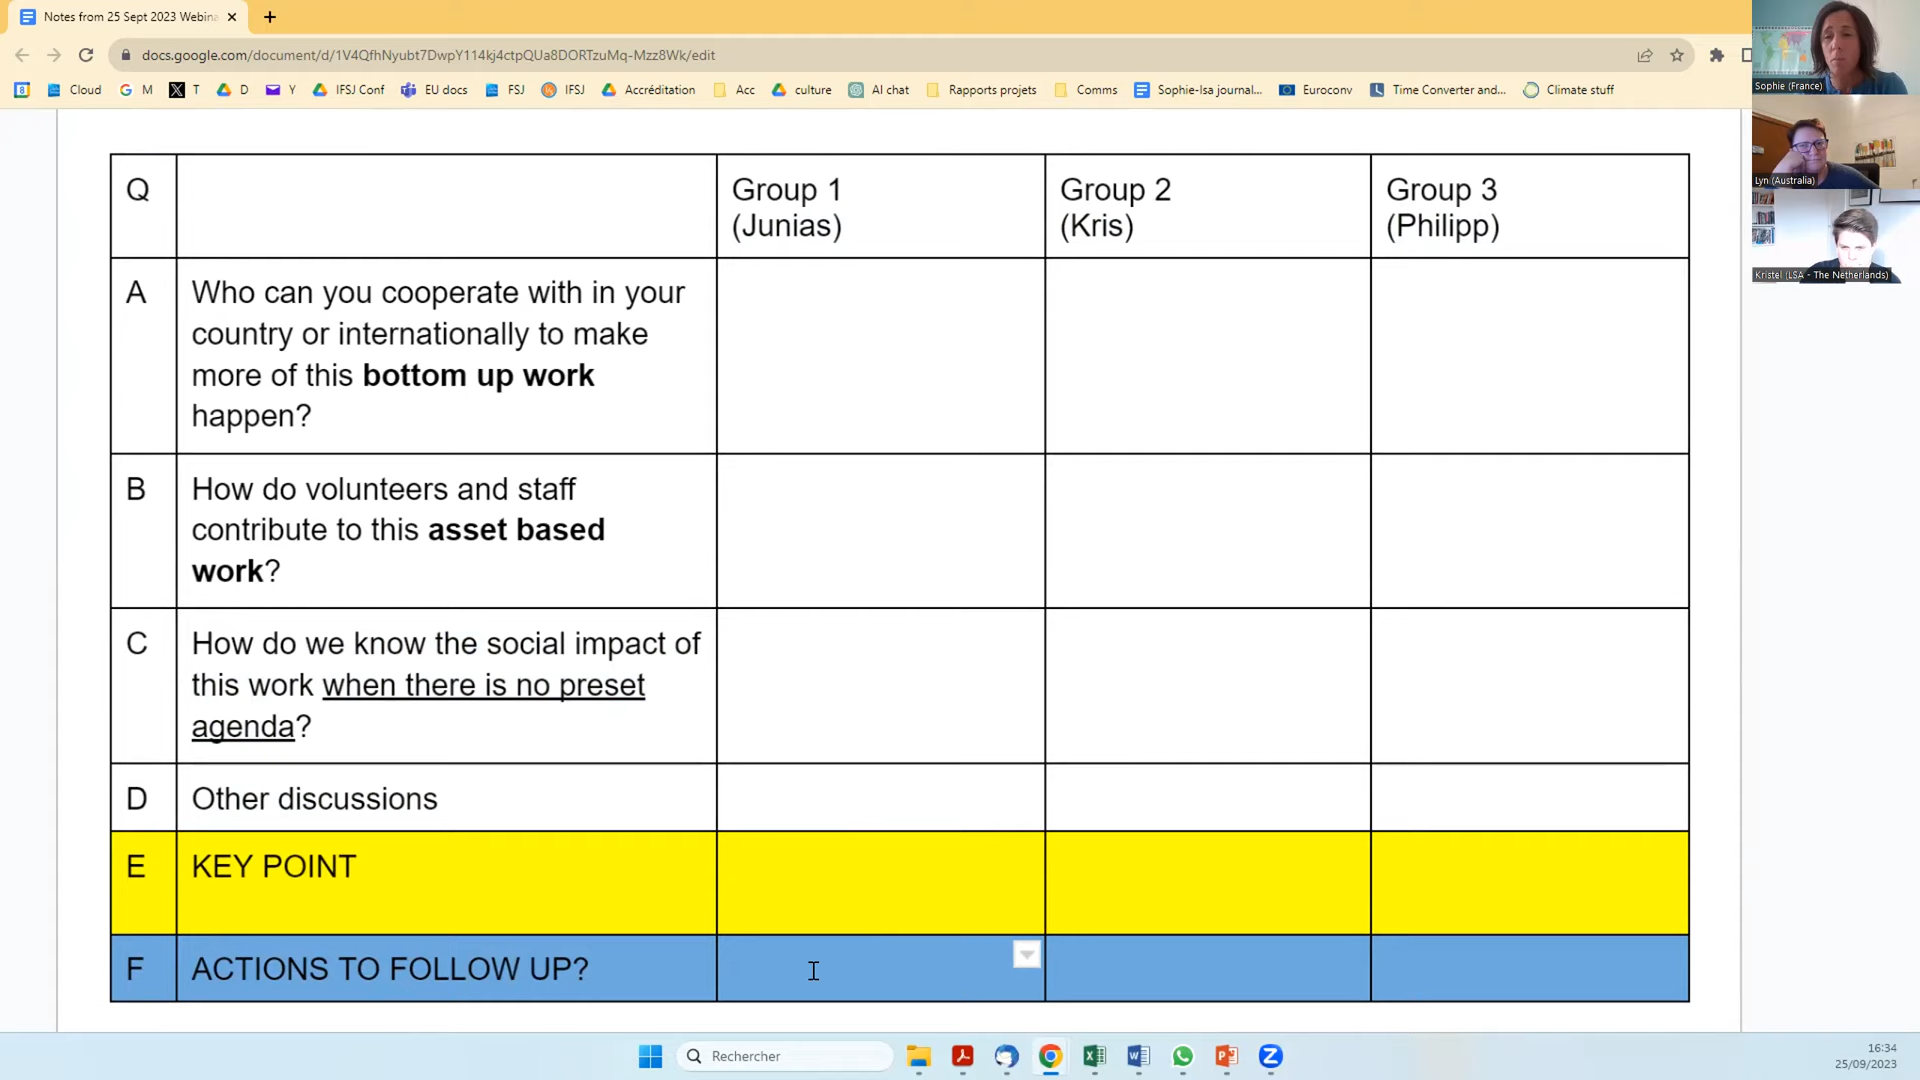 Notes from 25 Sept 2023 Webina
docs.google.com/document/d/1V4QfhNyubt7DwpY114kj4ctpQUa8DORTzuMq-Mzz8Wk/edit
8 Cloud G M X T D Y IFSJ Conf EU docs FSJ IFSJ Accréditation Acc culture AI chat Rapports projets Comms Sophie-Isa journal... Euroconv Time Converter and... Climate stuff
Sophie (France)
Lyn (Australia)
Kristel (LSA - The Netherlands)
Q
Group 1
(Junias)
Group 2
(Kris)
Group 3
(Philipp)
A
Who can you cooperate with in your
country or internationally to make
more of this bottom up work
happen?
B
How do volunteers and staff
contribute to this asset based
work?
C
How do we know the social impact of
this work when there is no preset
agenda?
D
Other discussions
E
KEY POINT
F
ACTIONS TO FOLLOW UP?
Rechercher
16:34
25/09/2023